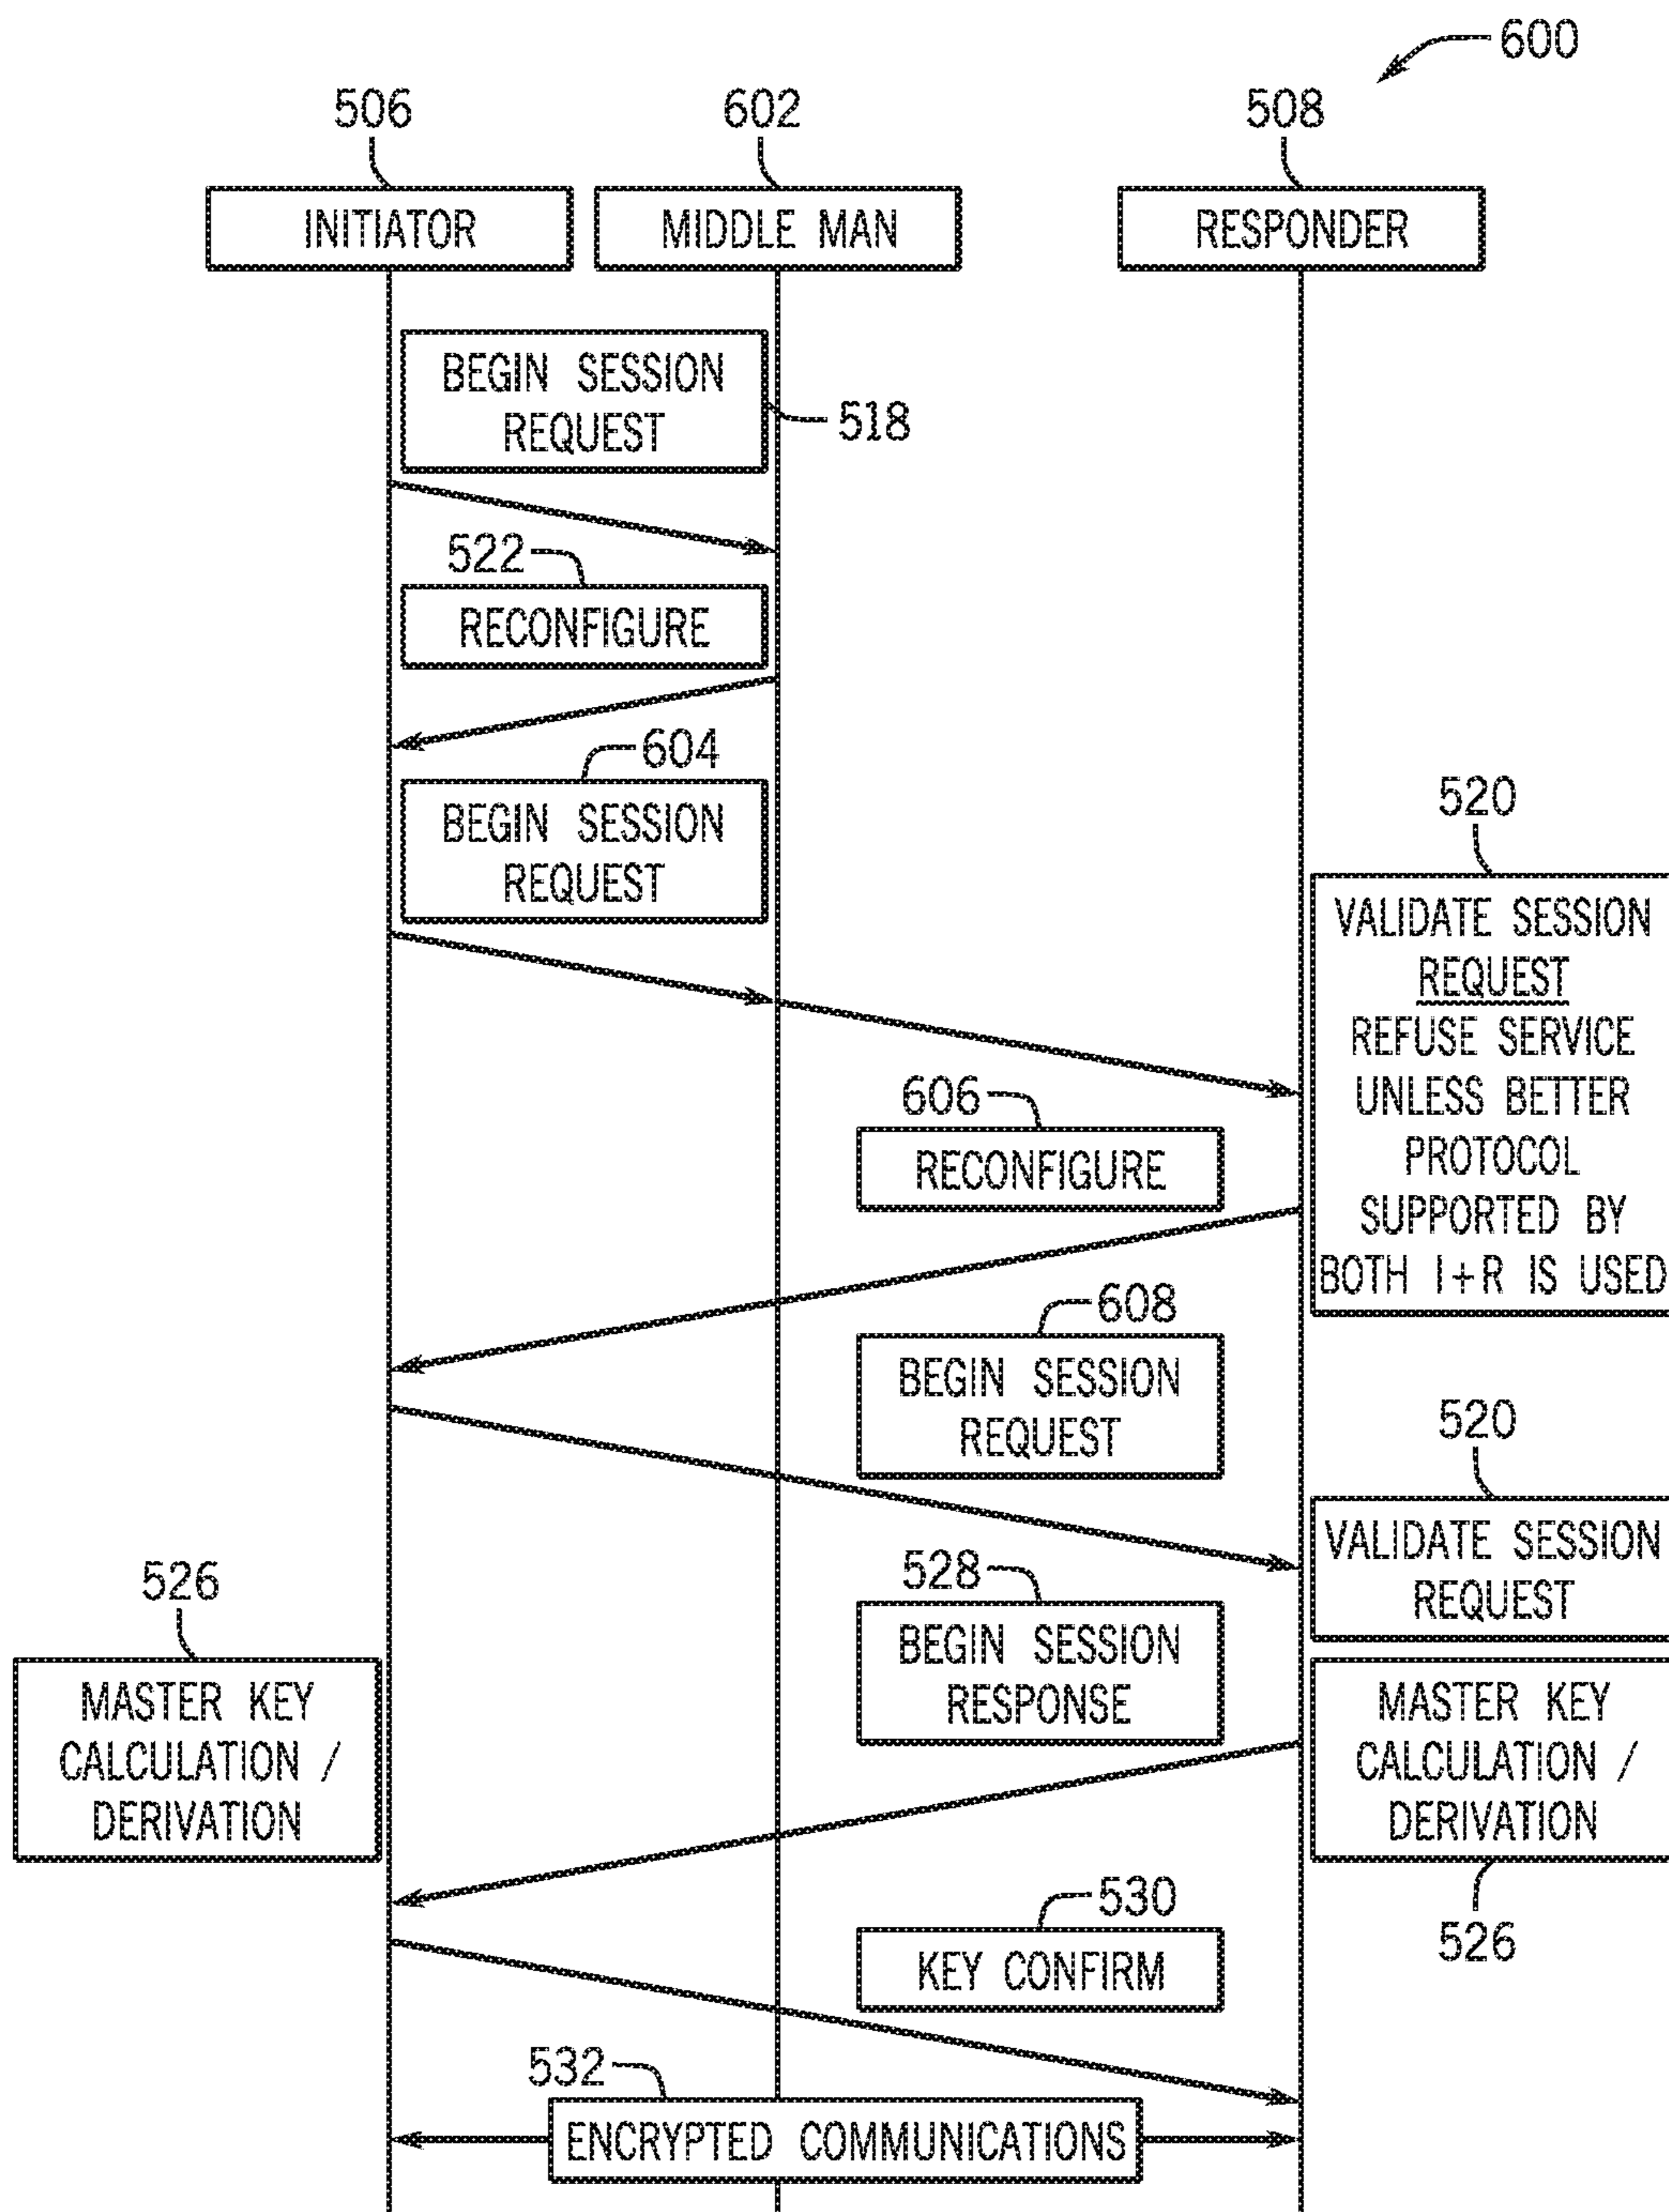 600
506
602
508
INITIATOR
MIDDLE MAN
RESPONDER
BEGIN SESSION
REQUEST
518
522
RECONFIGURE
604
BEGIN SESSION
REQUEST
520
VALIDATE SESSION
REQUEST
REFUSE SERVICE
UNLESS BETTER
PROTOCOL
SUPPORTED BY
BOTH I+R IS USED
606
RECONFIGURE
608
BEGIN SESSION
REQUEST
520
VALIDATE SESSION
REQUEST
528
BEGIN SESSION
RESPONSE
526
MASTER KEY
CALCULATION /
DERIVATION
MASTER KEY
CALCULATION /
DERIVATION
526
530
KEY CONFIRM
532
ENCRYPTED COMMUNICATIONS